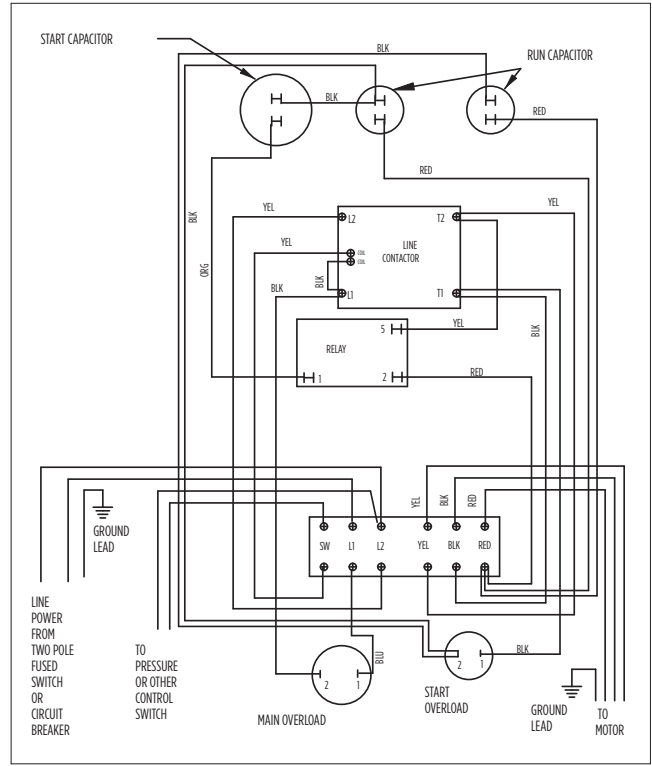 START CAPACITOR
BLK
RUN CAPACITOR
BLK
RED
RED
YEL
YEL
BLK
L2
T2
YEL
LINE
CONTACTOR
COIL
COIL
ORG
BLK
BLK
L1
T1
BLK
5
YEL
RELAY
1
2
RED
YEL
BLK
RED
GROUND
LEAD
SW
L1
L2
YEL
BLK
RED
LINE
POWER
FROM
TWO POLE
FUSED
SWITCH
OR
CIRCUIT
BREAKER
TO
PRESSURE
OR OTHER
CONTROL
SWITCH
BLU
2
1
MAIN OVERLOAD
2
1
BLK
START
OVERLOAD
GROUND
LEAD
TO
MOTOR